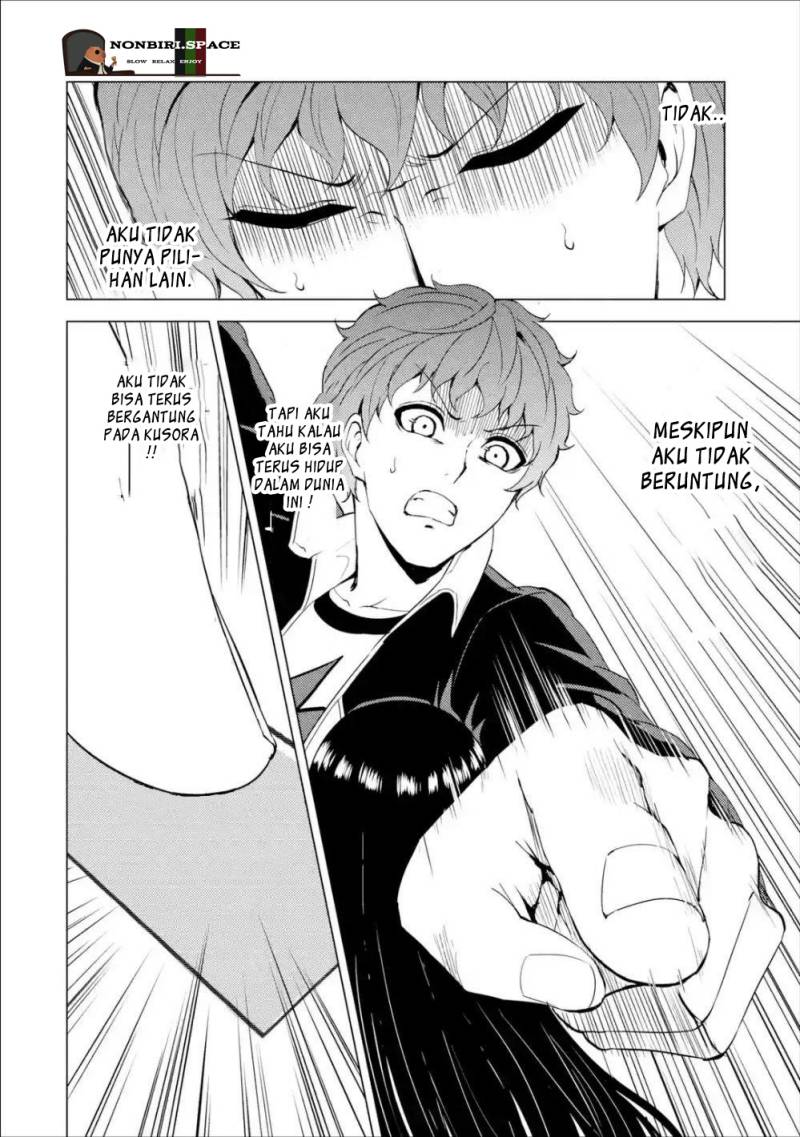 NONBIRI.SPACE
SLOW RELAX ENJOY
TIDAK..
AKU TIDAK
PUNYA PILI-
HAN LAIN.
MESKIPUN
AKU TIDAK
BERUNTUNG,
TAPI AKU
TAHU KALAU
AKU BISA
TERUS HIDUP
DALAM DUNIA
INI !
AKU TIDAK
BISA TERUS
BERGANTUNG
PADA KUSORA
!!